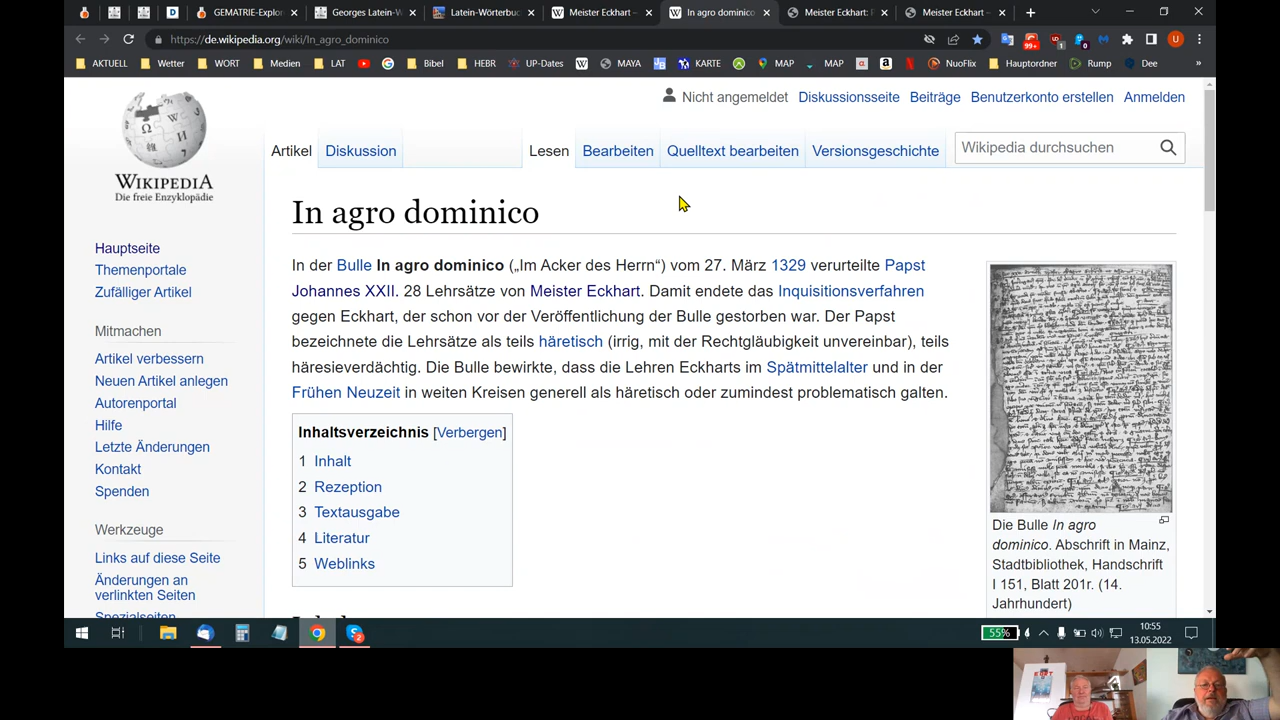 GEMATRIE-Explor
Georges Latein-W
Latein-Wörterbuc
Meister Eckhart –
In agro dominico
Meister Eckhart: P
Meister Eckhart –
https://de.wikipedia.org/wiki/In_agro_dominico
99+
1
0
U
AKTUELL
Wetter
WORT
Medien
LAT
Bibel
HEBR
UP-Dates
MAYA
KARTE
MAP
MAP
NuoFlix
Hauptordner
Rump
Dee
»
Nicht angemeldet
Diskussionsseite
Beiträge
Benutzerkonto erstellen
Anmelden
Artikel
Diskussion
Lesen
Bearbeiten
Quelltext bearbeiten
Versionsgeschichte
Wikipedia durchsuchen
WIKIPEDIA
Die freie Enzyklopädie
Hauptseite
Themenportale
Zufälliger Artikel
Mitmachen
Artikel verbessern
Neuen Artikel anlegen
Autorenportal
Hilfe
Letzte Änderungen
Kontakt
Spenden
Werkzeuge
Links auf diese Seite
Änderungen an
verlinkten Seiten
Spezialseiten
In agro dominico
In der Bulle In agro dominico („Im Acker des Herrn“) vom 27. März 1329 verurteilte Papst
Johannes XXII. 28 Lehrsätze von Meister Eckhart. Damit endete das Inquisitionsverfahren
gegen Eckhart, der schon vor der Veröffentlichung der Bulle gestorben war. Der Papst
bezeichnete die Lehrsätze als teils häretisch (irrig, mit der Rechtgläubigkeit unvereinbar), teils
häresieverdächtig. Die Bulle bewirkte, dass die Lehren Eckharts im Spätmittelalter und in der
Frühen Neuzeit in weiten Kreisen generell als häretisch oder zumindest problematisch galten.
Inhaltsverzeichnis [Verbergen]
1 Inhalt
2 Rezeption
3 Textausgabe
4 Literatur
5 Weblinks
Die Bulle In agro
dominico. Abschrift in Mainz,
Stadtbibliothek, Handschrift
I 151, Blatt 201r. (14.
Jahrhundert)
55%
10:55
13.05.2022